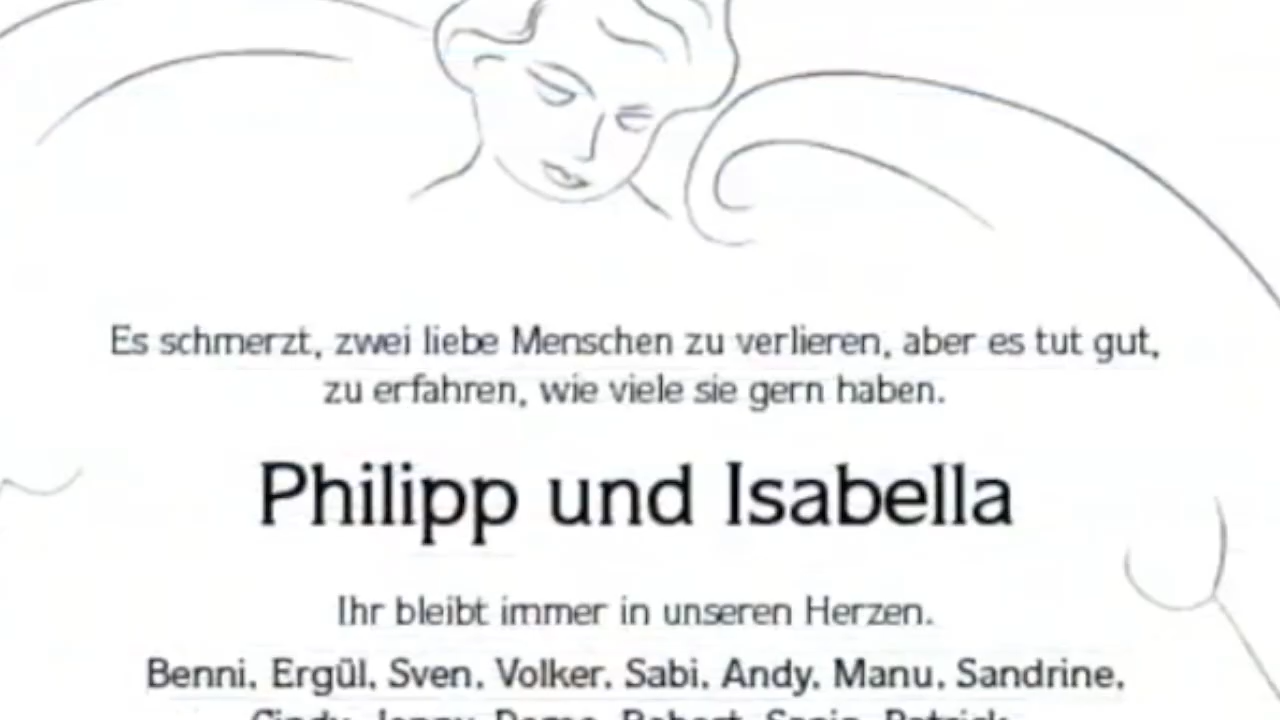 Es schmerzt, zwei liebe Menschen zu verlieren, aber es tut gut,
zu erfahren, wie viele sie gern haben.
Philipp und Isabella
Ihr bleibt immer in unseren Herzen.
Benni, Ergül, Sven, Volker, Sabi, Andy, Manu, Sandrine,